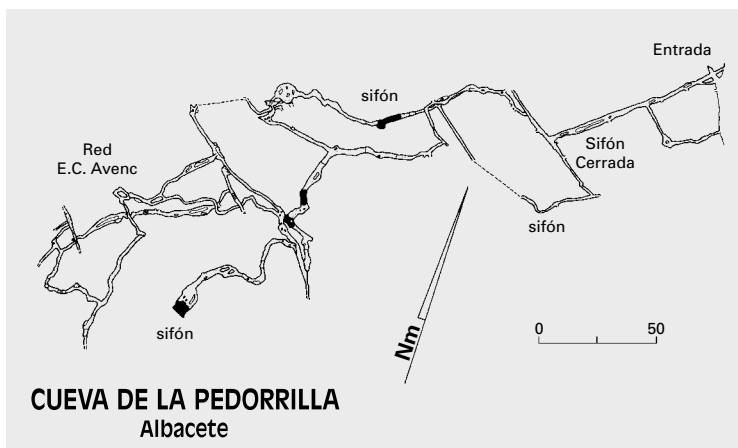 Entrada
sifón
Sifón
Cerrada
Red
E.C. Avenc
sifón
sifón
Nm
0 50
CUEVA DE LA PEDORRILLA
Albacete